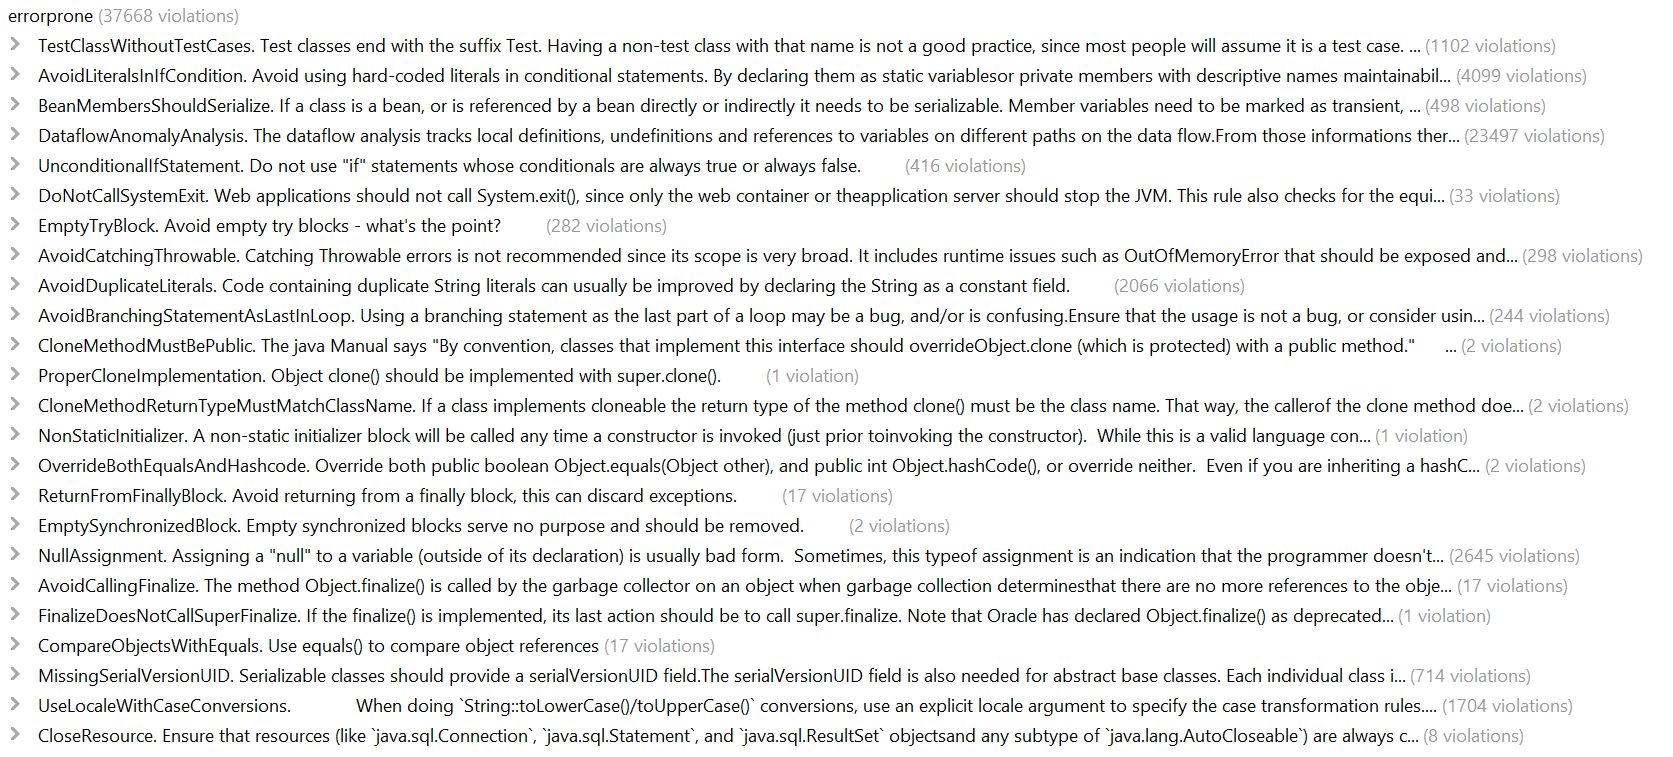 errorprone (37668 violations)
TestClassWithoutTestCases. Test classes end with the suffix Test. Having a non-test class with that name is not a good practice, since most people will assume it is a test case. ... (1102 violations)
AvoidLiteralsInIfCondition. Avoid using hard-coded literals in conditional statements. By declaring them as static variablesor private members with descriptive names maintainabil... (4099 violations)
BeanMembersShouldSerialize. If a class is a bean, or is referenced by a bean directly or indirectly it needs to be serializable. Member variables need to be marked as transient, ... (498 violations)
DataflowAnomalyAnalysis. The dataflow analysis tracks local definitions, undefinitions and references to variables on different paths on the data flow.From those informations ther... (23497 violations)
UnconditionalIfStatement. Do not use "if" statements whose conditionals are always true or always false. (416 violations)
DoNotCallSystemExit. Web applications should not call System.exit(), since only the web container or theapplication server should stop the JVM. This rule also checks for the equi... (33 violations)
EmptyTryBlock. Avoid empty try blocks - what's the point? (282 violations)
AvoidCatchingThrowable. Catching Throwable errors is not recommended since its scope is very broad. It includes runtime issues such as OutOfMemoryError that should be exposed and... (298 violations)
AvoidDuplicateLiterals. Code containing duplicate String literals can usually be improved by declaring the String as a constant field. (2066 violations)
AvoidBranchingStatementAsLastInLoop. Using a branching statement as the last part of a loop may be a bug, and/or is confusing.Ensure that the usage is not a bug, or consider usin... (244 violations)
CloneMethodMustBePublic. The java Manual says "By convention, classes that implement this interface should overrideObject.clone (which is protected) with a public method." ... (2 violations)
ProperCloneImplementation. Object clone() should be implemented with super.clone(). (1 violation)
CloneMethodReturnTypeMustMatchClassName. If a class implements cloneable the return type of the method clone() must be the class name. That way, the callerof the clone method doe... (2 violations)
NonStaticInitializer. A non-static initializer block will be called any time a constructor is invoked (just prior toinvoking the constructor). While this is a valid language con... (1 violation)
OverrideBothEqualsAndHashcode. Override both public boolean Object.equals(Object other), and public int Object.hashCode(), or override neither. Even if you are inheriting a hashC... (2 violations)
ReturnFromFinallyBlock. Avoid returning from a finally block, this can discard exceptions. (17 violations)
EmptySynchronizedBlock. Empty synchronized blocks serve no purpose and should be removed. (2 violations)
NullAssignment. Assigning a "null" to a variable (outside of its declaration) is usually bad form. Sometimes, this typeof assignment is an indication that the programmer doesn't... (2645 violations)
AvoidCallingFinalize. The method Object.finalize() is called by the garbage collector on an object when garbage collection determinesthat there are no more references to the obje... (17 violations)
FinalizeDoesNotCallSuperFinalize. If the finalize() is implemented, its last action should be to call super.finalize. Note that Oracle has declared Object.finalize() as deprecated... (1 violation)
CompareObjectsWithEquals. Use equals() to compare object references (17 violations)
MissingSerialVersionUID. Serializable classes should provide a serialVersionUID field.The serialVersionUID field is also needed for abstract base classes. Each individual class i... (714 violations)
UseLocaleWithCaseConversions. When doing `String::toLowerCase()/toUpperCase()` conversions, use an explicit locale argument to specify the case transformation rules.... (1704 violations)
CloseResource. Ensure that resources (like `java.sql.Connection`, `java.sql.Statement`, and `java.sql.ResultSet` objectsand any subtype of `java.lang.AutoCloseable`) are always c... (8 violations)